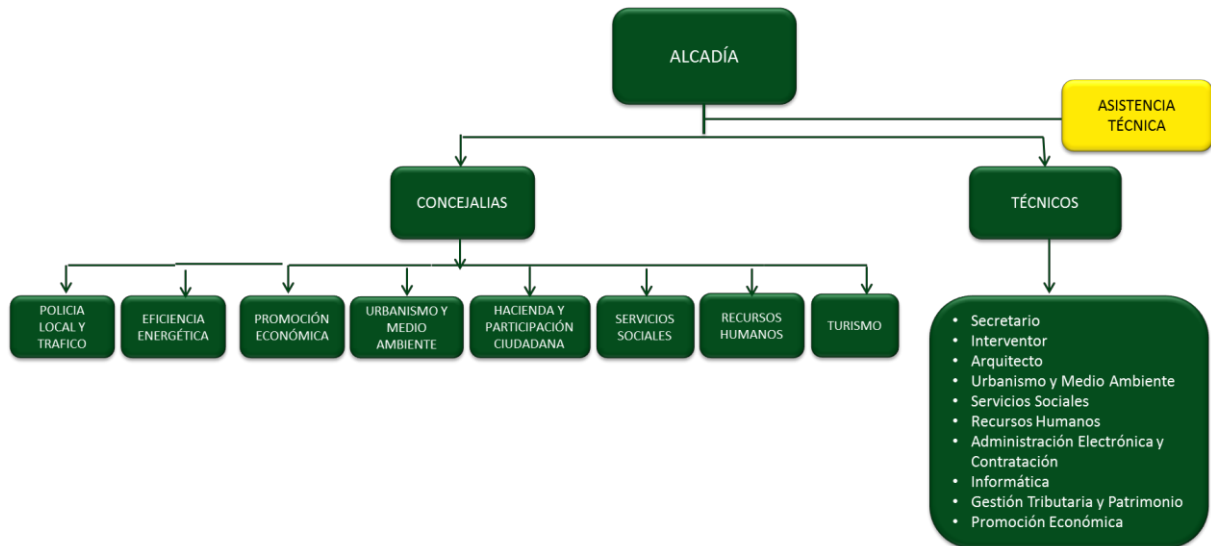 ALCADÍA
ASISTENCIA
TÉCNICA
CONCEJALIAS
TÉCNICOS
POLICIA
LOCAL Y
TRAFICO
EFICIENCIA
ENERGÉTICA
PROMOCIÓN
ECONÓMICA
URBANISMO Y
MEDIO
AMBIENTE
HACIENDA Y
PARTICIPACIÓN
CIUDADANA
SERVICIOS
SOCIALES
RECURSOS
HUMANOS
TURISMO
• Secretario
• Interventor
• Arquitecto
• Urbanismo y Medio Ambiente
• Servicios Sociales
• Recursos Humanos
• Administración Electrónica y
Contratación
• Informática
• Gestión Tributaria y Patrimonio
• Promoción Económica